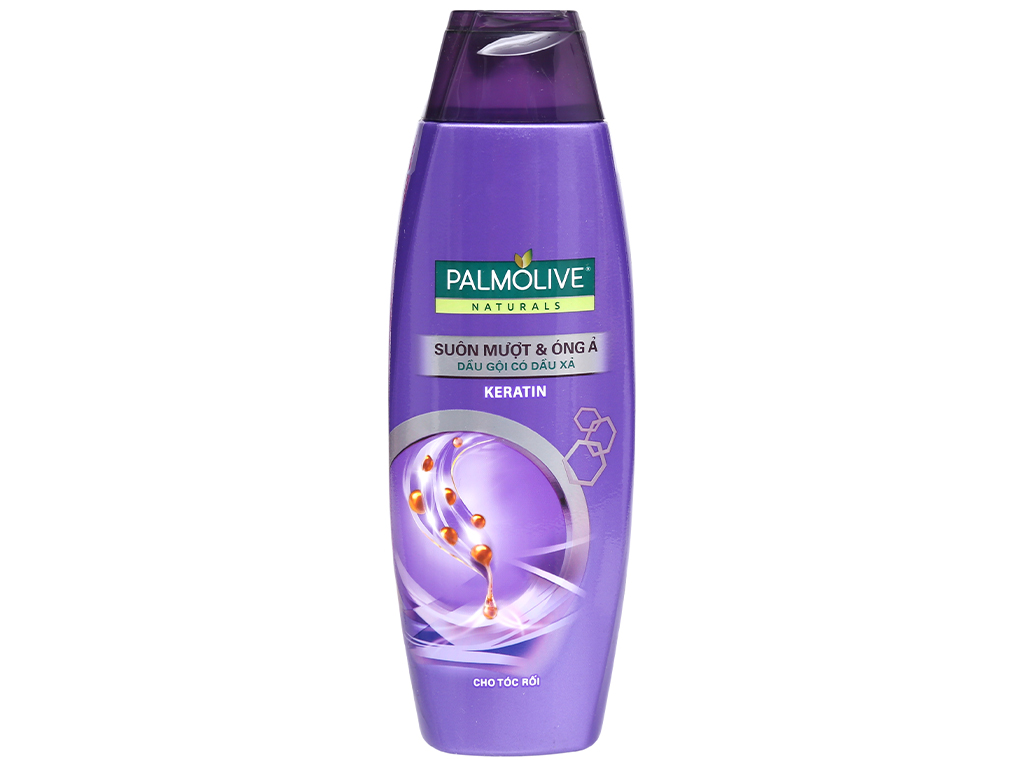 PALMOLIVE®
NATURALS
SUÔN MƯỢT & ÓNG Ả
DẦU GỘI CÓ DẦU XẢ
KERATIN
CHO TÓC RỐI